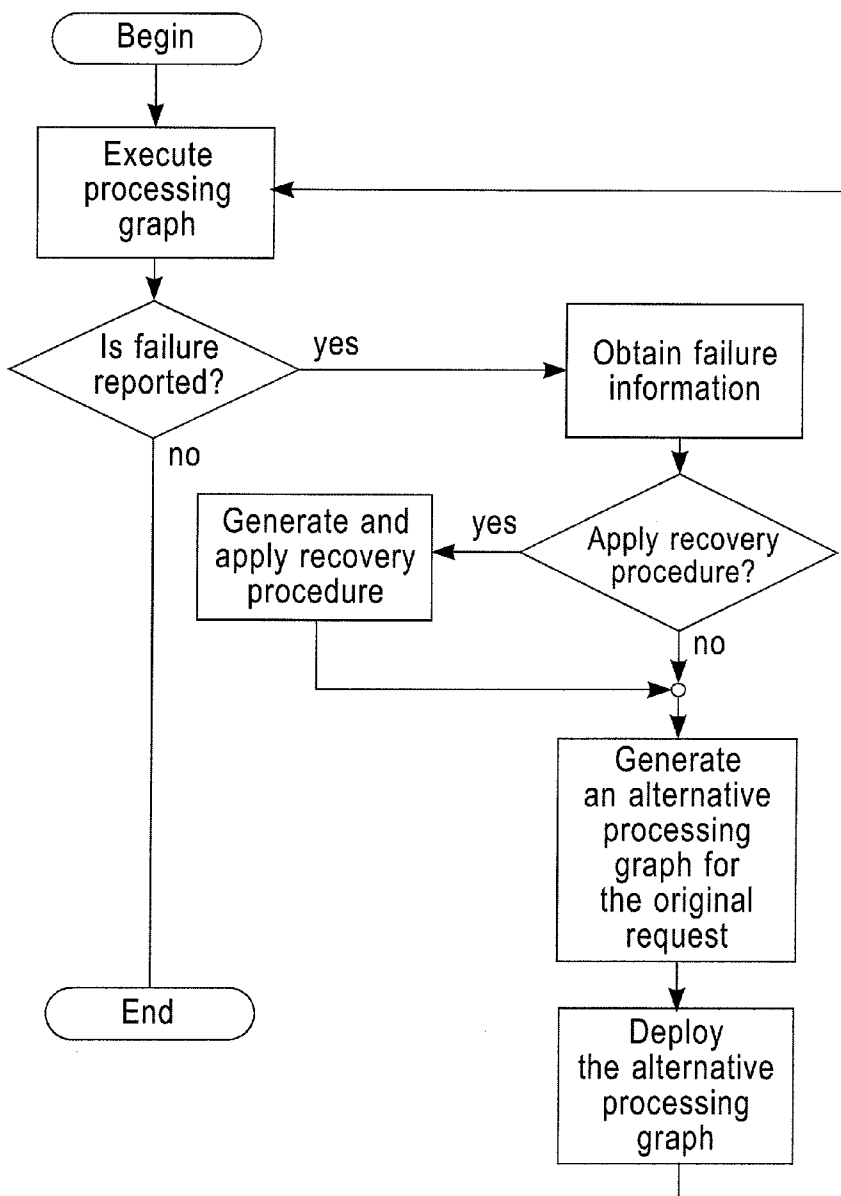 Begin
Execute
processing
graph
Is failure
reported?
yes
no
Obtain failure
information
Apply recovery
procedure?
yes
no
Generate and
apply recovery
procedure
Generate
an alternative
processing
graph for
the original
request
Deploy
the alternative
processing
graph
End